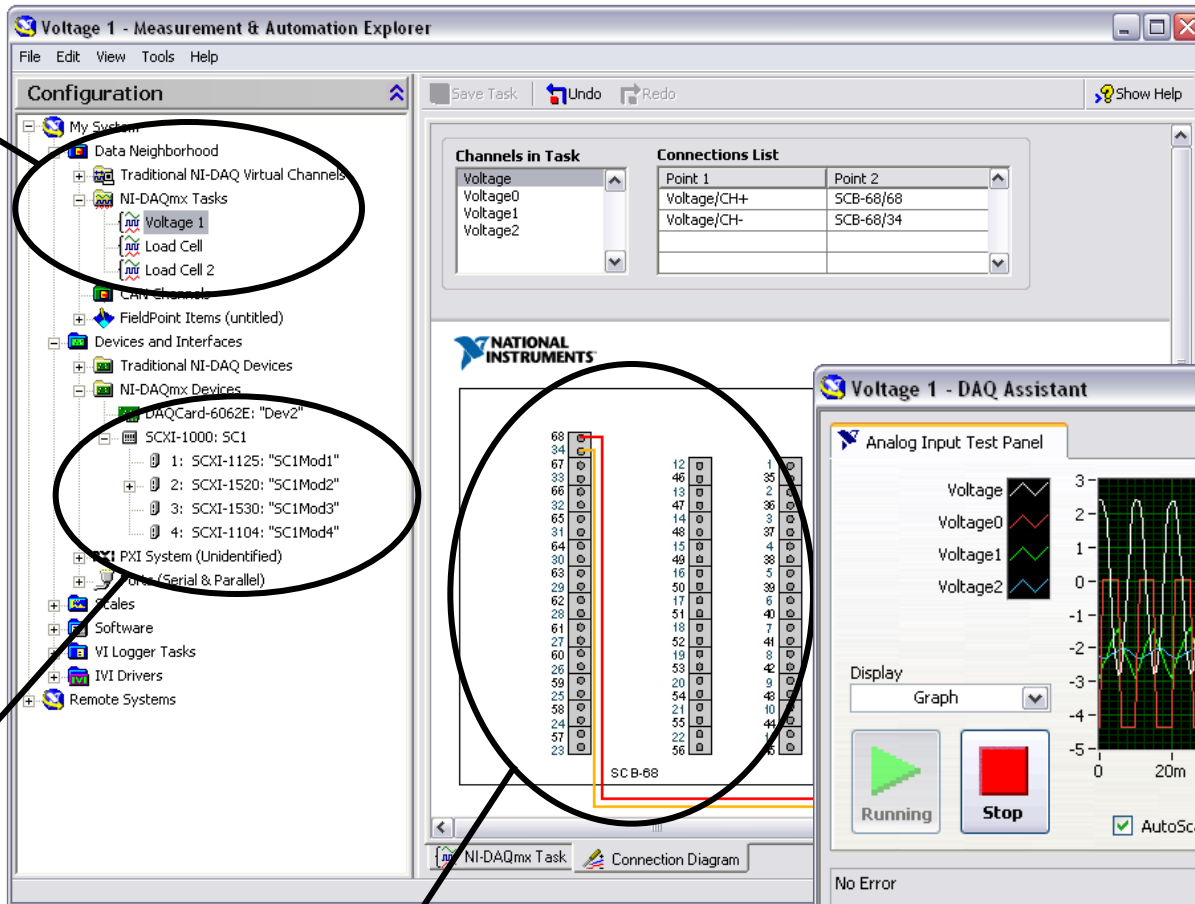 Voltage 1 - Measurement & Automation Explorer
File Edit View Tools Help
Configuration
Save Task Undo Redo Show Help
My System
Data Neighborhood
Traditional NI-DAQ Virtual Channels
NI-DAQmx Tasks
Voltage 1
Load Cell
Load Cell 2
CAN Channels
FieldPoint Items (untitled)
Devices and Interfaces
Traditional NI-DAQ Devices
NI-DAQmx Devices
DAQCard-6062E: "Dev2"
SCXI-1000: SC1
1: SCXI-1125: "SC1Mod1"
2: SCXI-1520: "SC1Mod2"
3: SCXI-1530: "SC1Mod3"
4: SCXI-1104: "SC1Mod4"
PXI PXI System (Unidentified)
Ports (Serial & Parallel)
Scales
Software
VI Logger Tasks
IVI Drivers
Remote Systems
Channels in Task
Voltage
Voltage0
Voltage1
Voltage2
Connections List
Point 1 Point 2
Voltage/CH+ SCB-68/68
Voltage/CH- SCB-68/34
NATIONAL
INSTRUMENTS
68
34
67 12 1
33 46 35
66 13 2
32 47 36
65 14 3
31 48 37
64 15 4
30 49 38
63 16 5
29 50 39
62 17 6
28 51 40
61 18 7
27 52 41
60 19 8
26 53 42
59 20 9
25 54 43
58 21 10
24 55 44
57 22
23 56
SCB-68
NI-DAQmx Task Connection Diagram
Voltage 1 - DAQ Assistant
Analog Input Test Panel
Voltage
Voltage0
Voltage1
Voltage2
3
2
1
0
-1
-2
-3
-4
-5
0 20m
Display
Graph
Running Stop
AutoSca
No Error